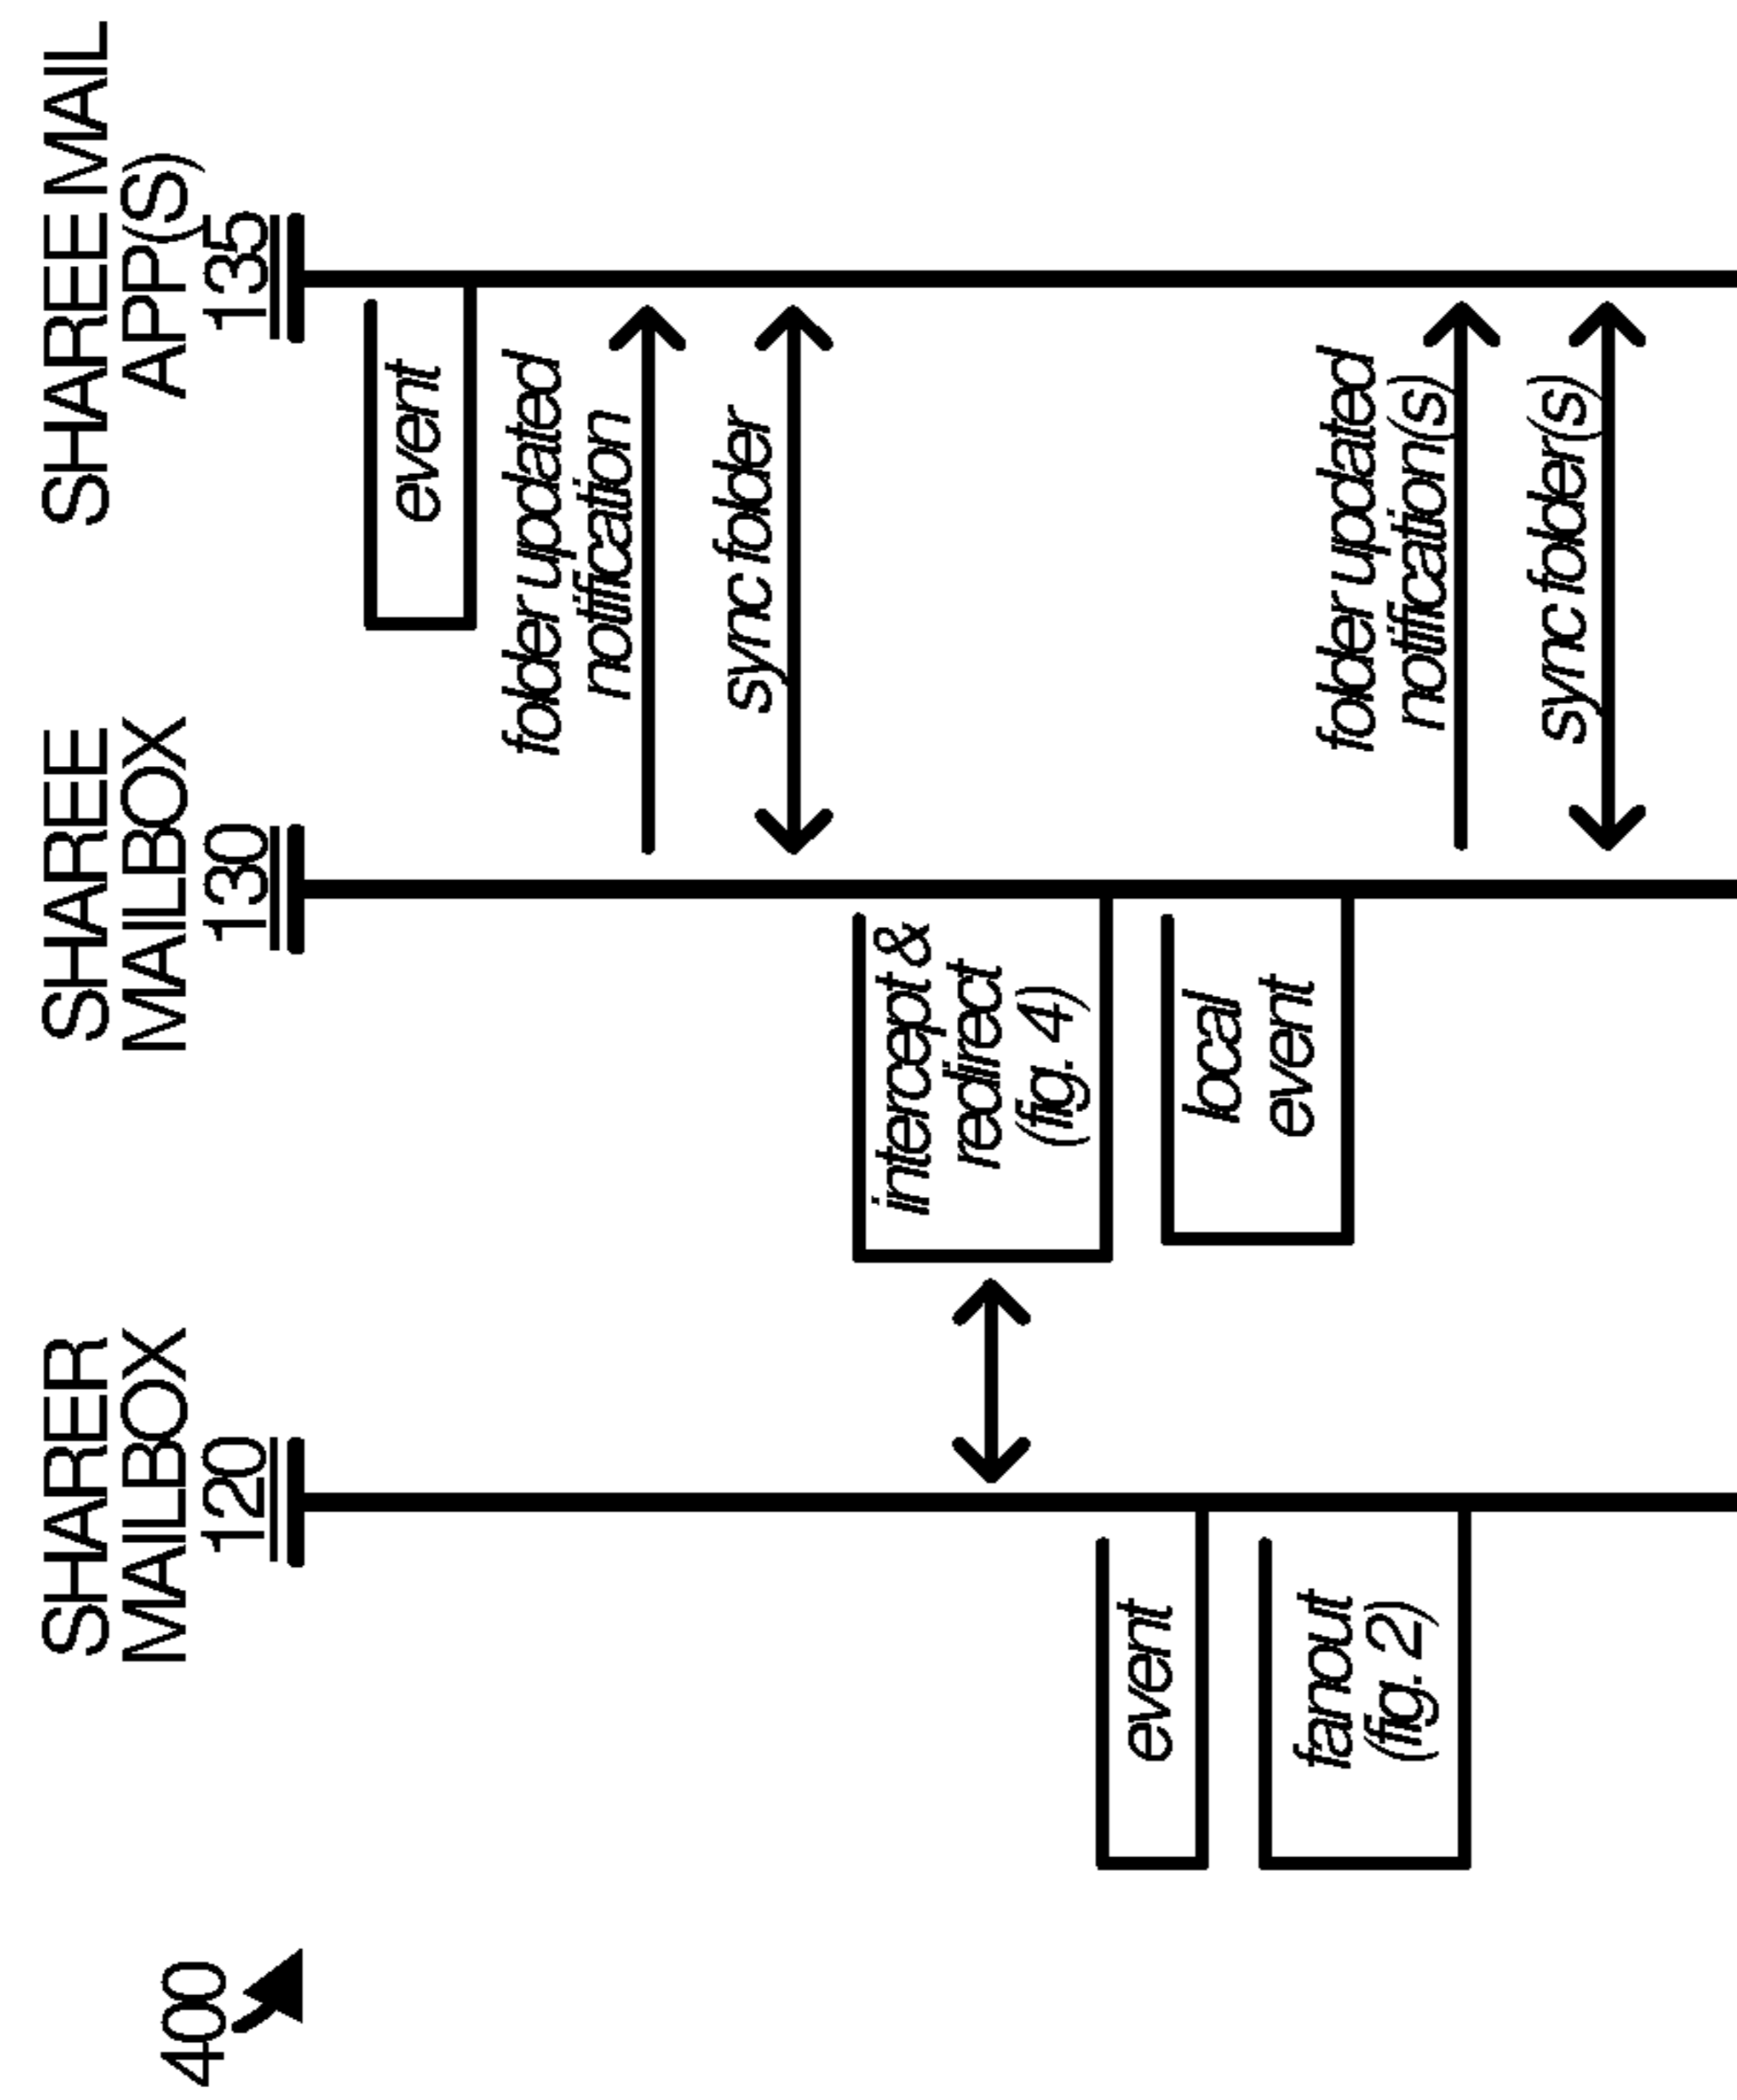 400
SHARER
MAILBOX
120
SHAREE
MAILBOX
130
SHAREE MAIL
APP(S)
135
event
folder updated
notification
sync folder
intercept &
redirect
(fig. 4)
event
local
event
fanout
(fig. 2)
folder updated
notification(s)
sync folder(s)